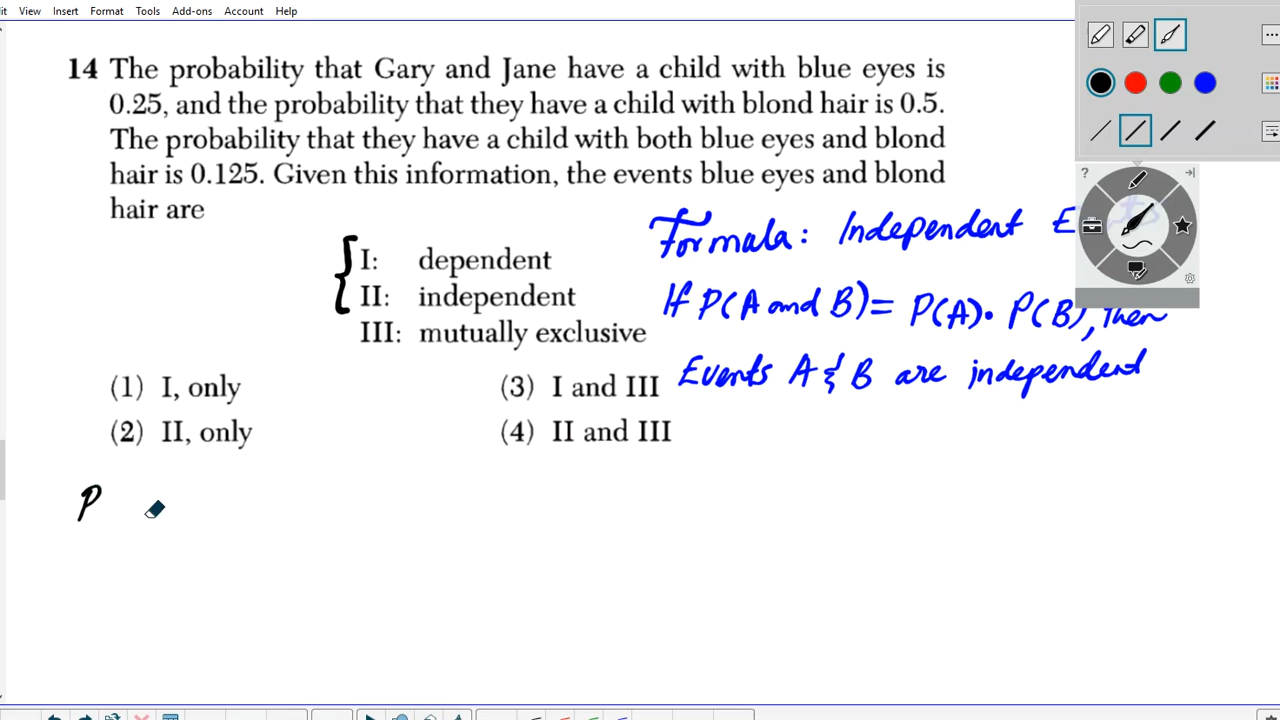 View Insert Format Tools Add-ons Account Help
14 The probability that Gary and Jane have a child with blue eyes is
0.25, and the probability that they have a child with blond hair is 0.5.
The probability that they have a child with both blue eyes and blond
hair is 0.125. Given this information, the events blue eyes and blond
hair are
I: dependent
II: independent
III: mutually exclusive
(1) I, only
(3) I and III
(2) II, only
(4) II and III
Formula: Independent
If P(A and B) = P(A) · P(B), then
Events A & B are independent
P
?